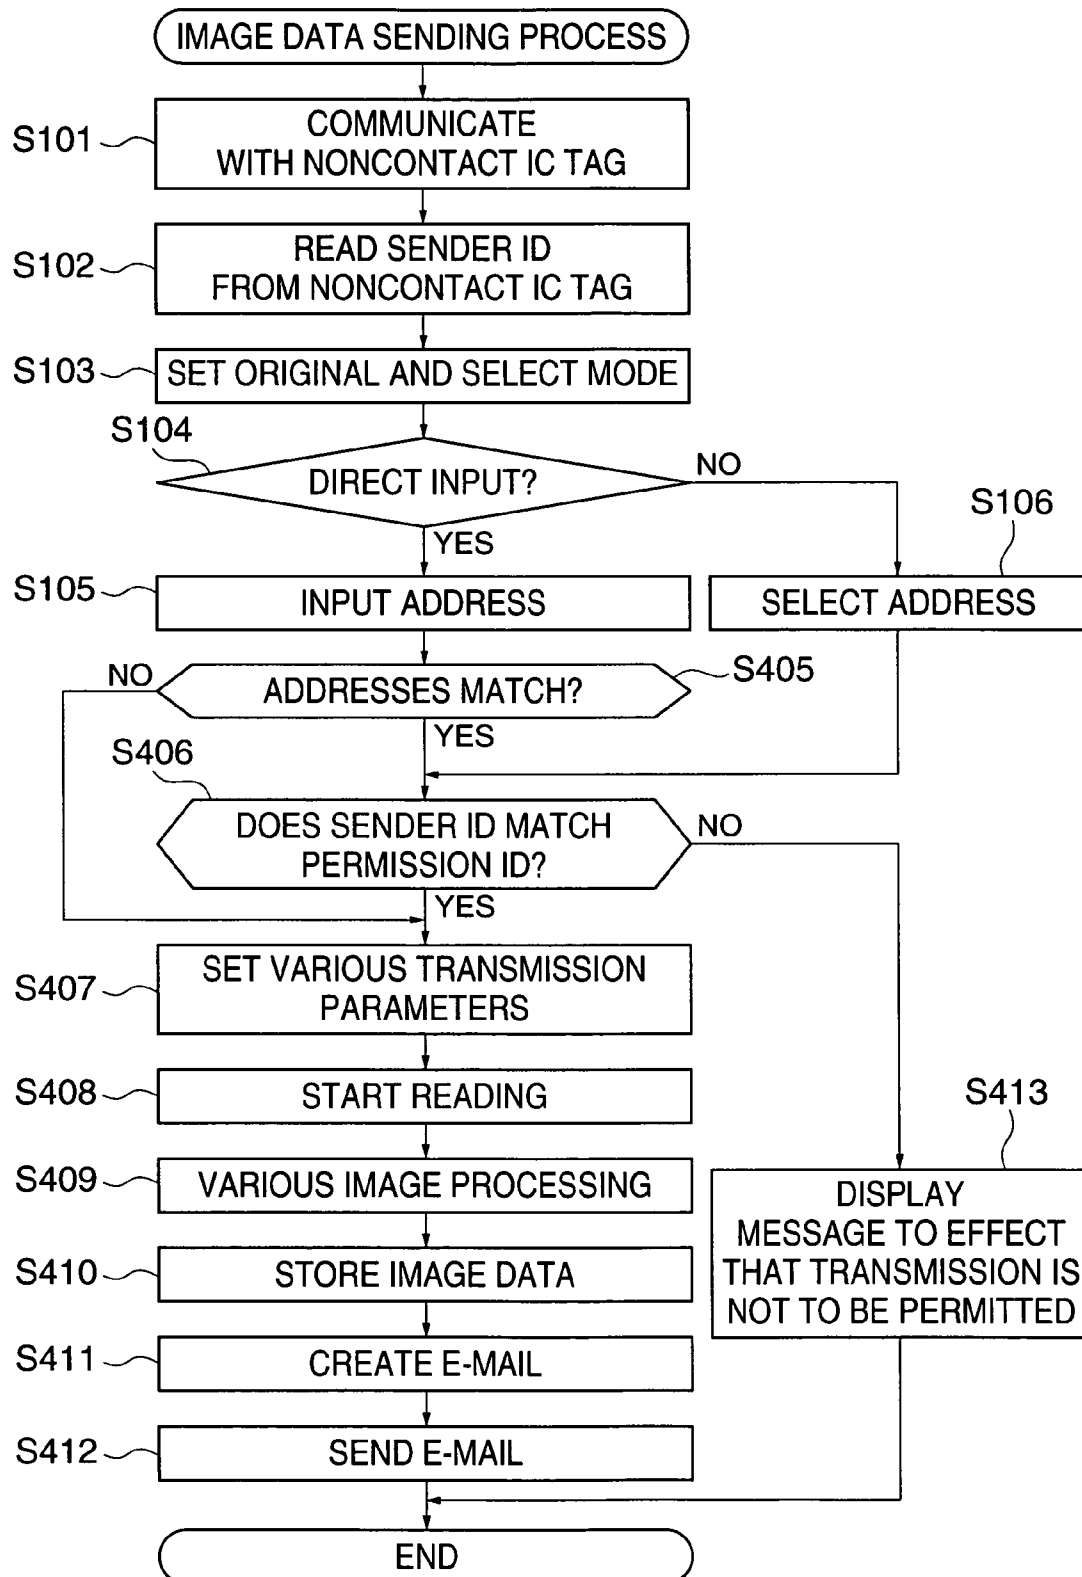 IMAGE DATA SENDING PROCESS
S101
COMMUNICATE
WITH NONCONTACT IC TAG
S102
READ SENDER ID
FROM NONCONTACT IC TAG
S103
SET ORIGINAL AND SELECT MODE
S104
DIRECT INPUT?
NO
YES
S106
S105
INPUT ADDRESS
SELECT ADDRESS
NO
ADDRESSES MATCH?
S405
YES
S406
DOES SENDER ID MATCH
PERMISSION ID?
NO
YES
S407
SET VARIOUS TRANSMISSION
PARAMETERS
S408
START READING
S413
S409
VARIOUS IMAGE PROCESSING
DISPLAY
MESSAGE TO EFFECT
THAT TRANSMISSION IS
NOT TO BE PERMITTED
S410
STORE IMAGE DATA
S411
CREATE E-MAIL
S412
SEND E-MAIL
END